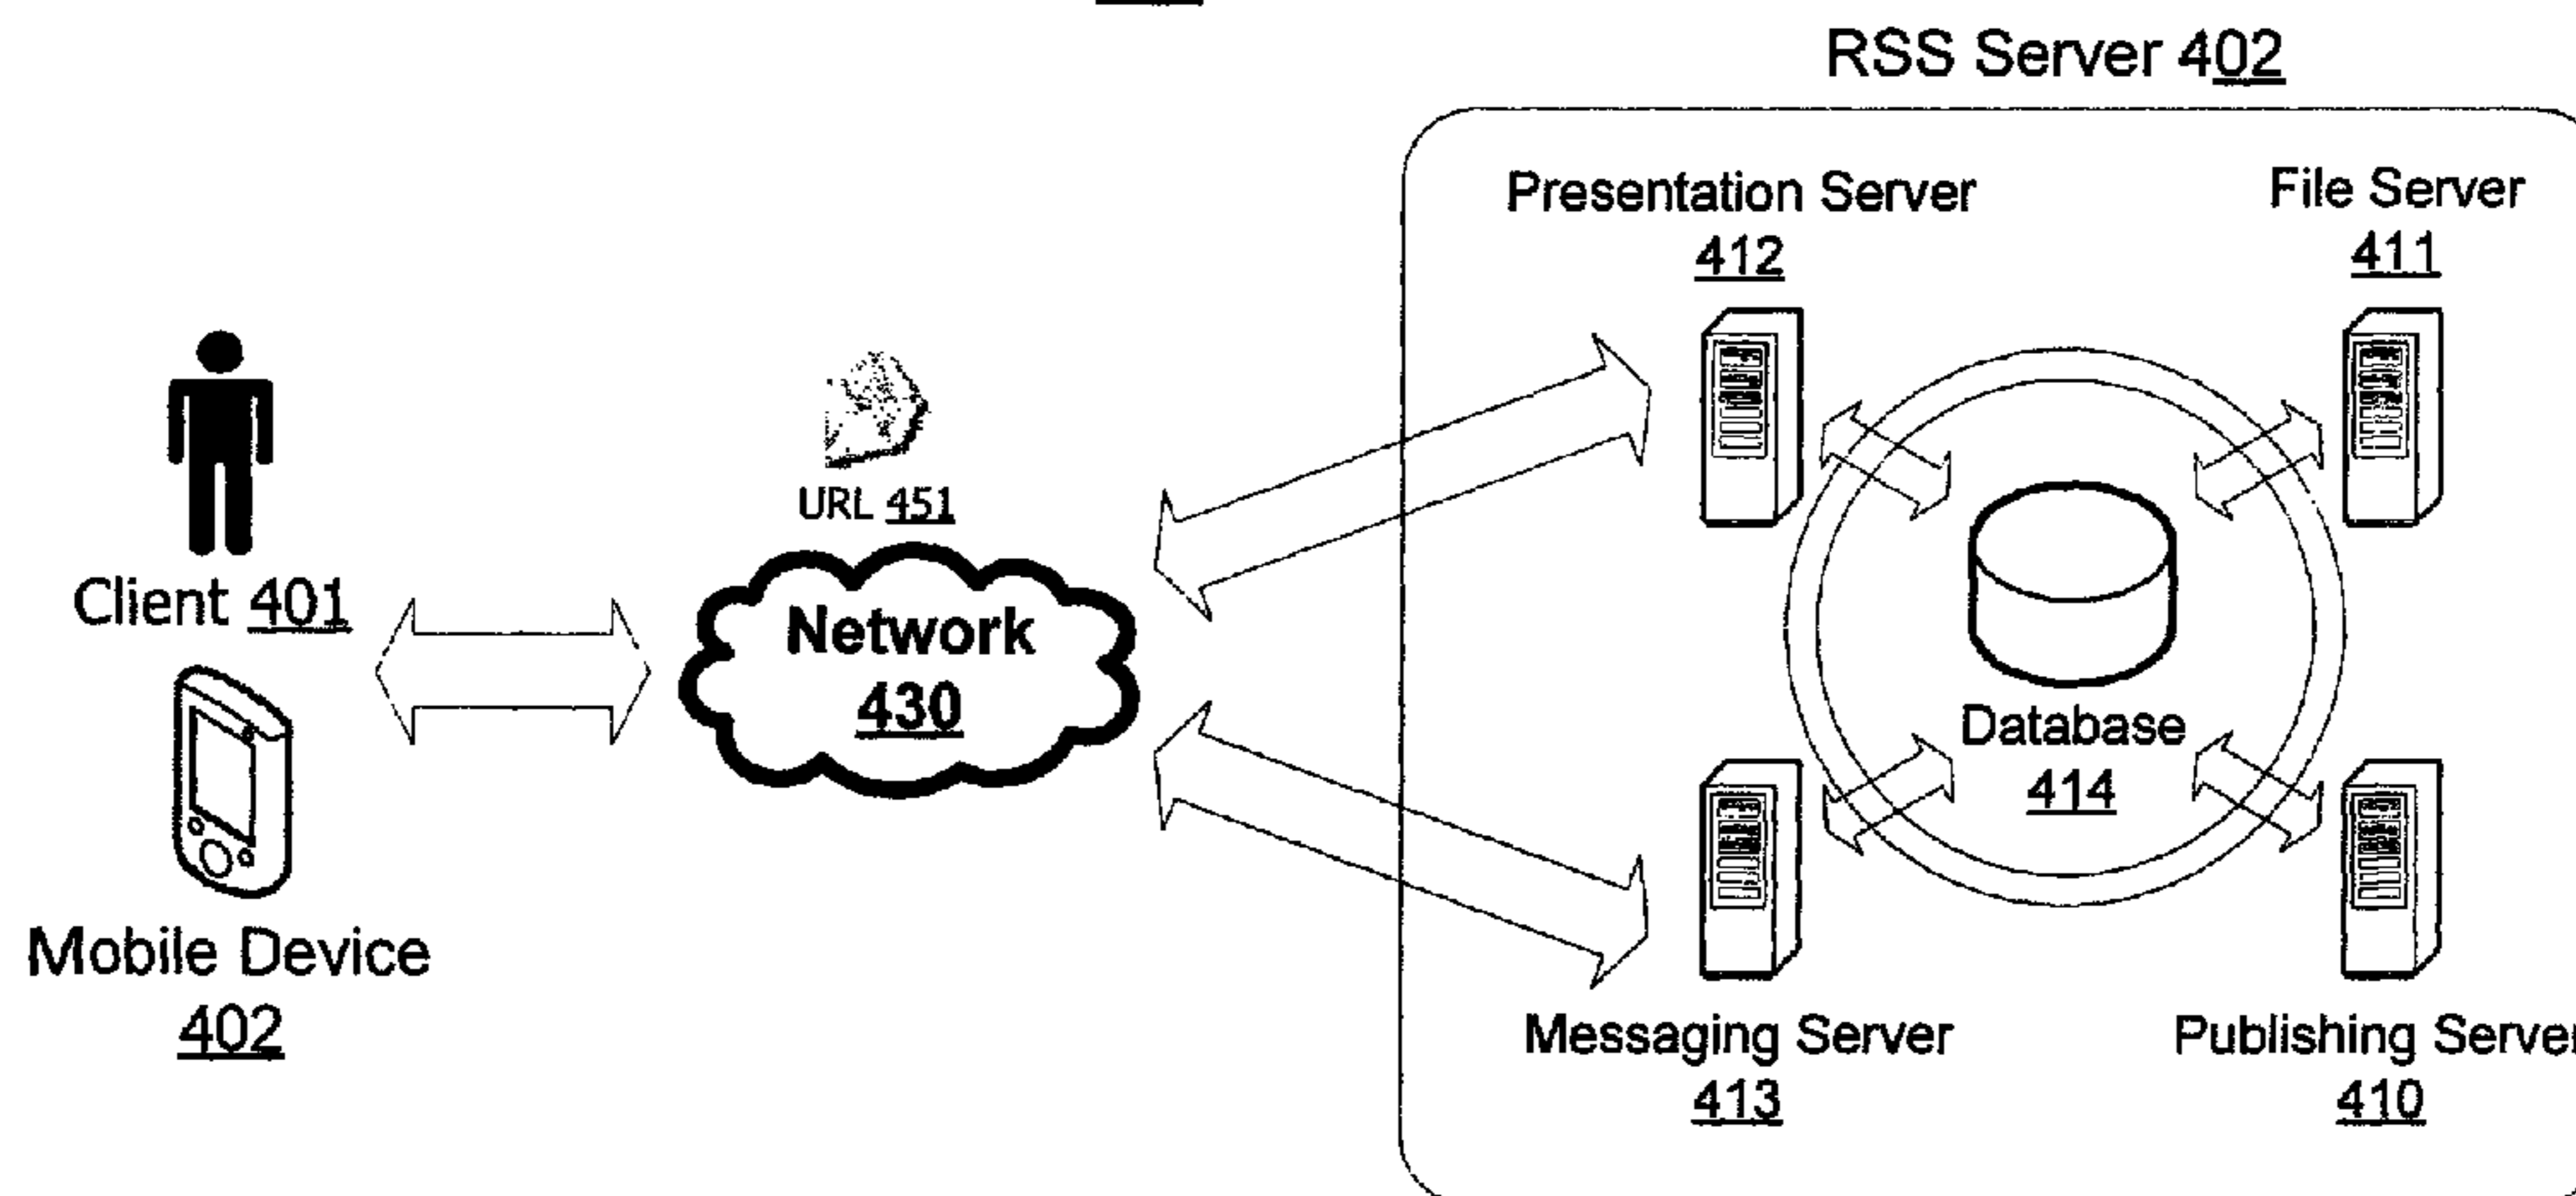 RSS Server 402
Presentation Server
412
File Server
411
URL 451
Client 401
Network
430
Mobile Device
402
Database
414
Messaging Server
413
Publishing Server
410